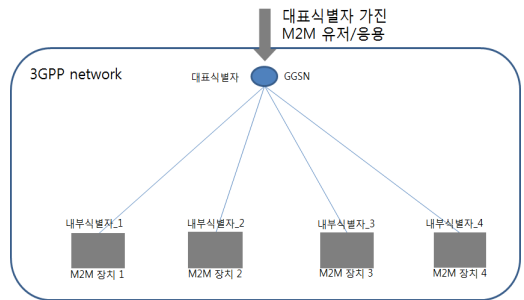 대표식별자 가진
M2M 유저/응용
3GPP network
대표식별자
GGSN
내부식별자_1
내부식별자_2
내부식별자_3
내부식별자_4
M2M 장치 1
M2M 장치 2
M2M 장치 3
M2M 장치 4